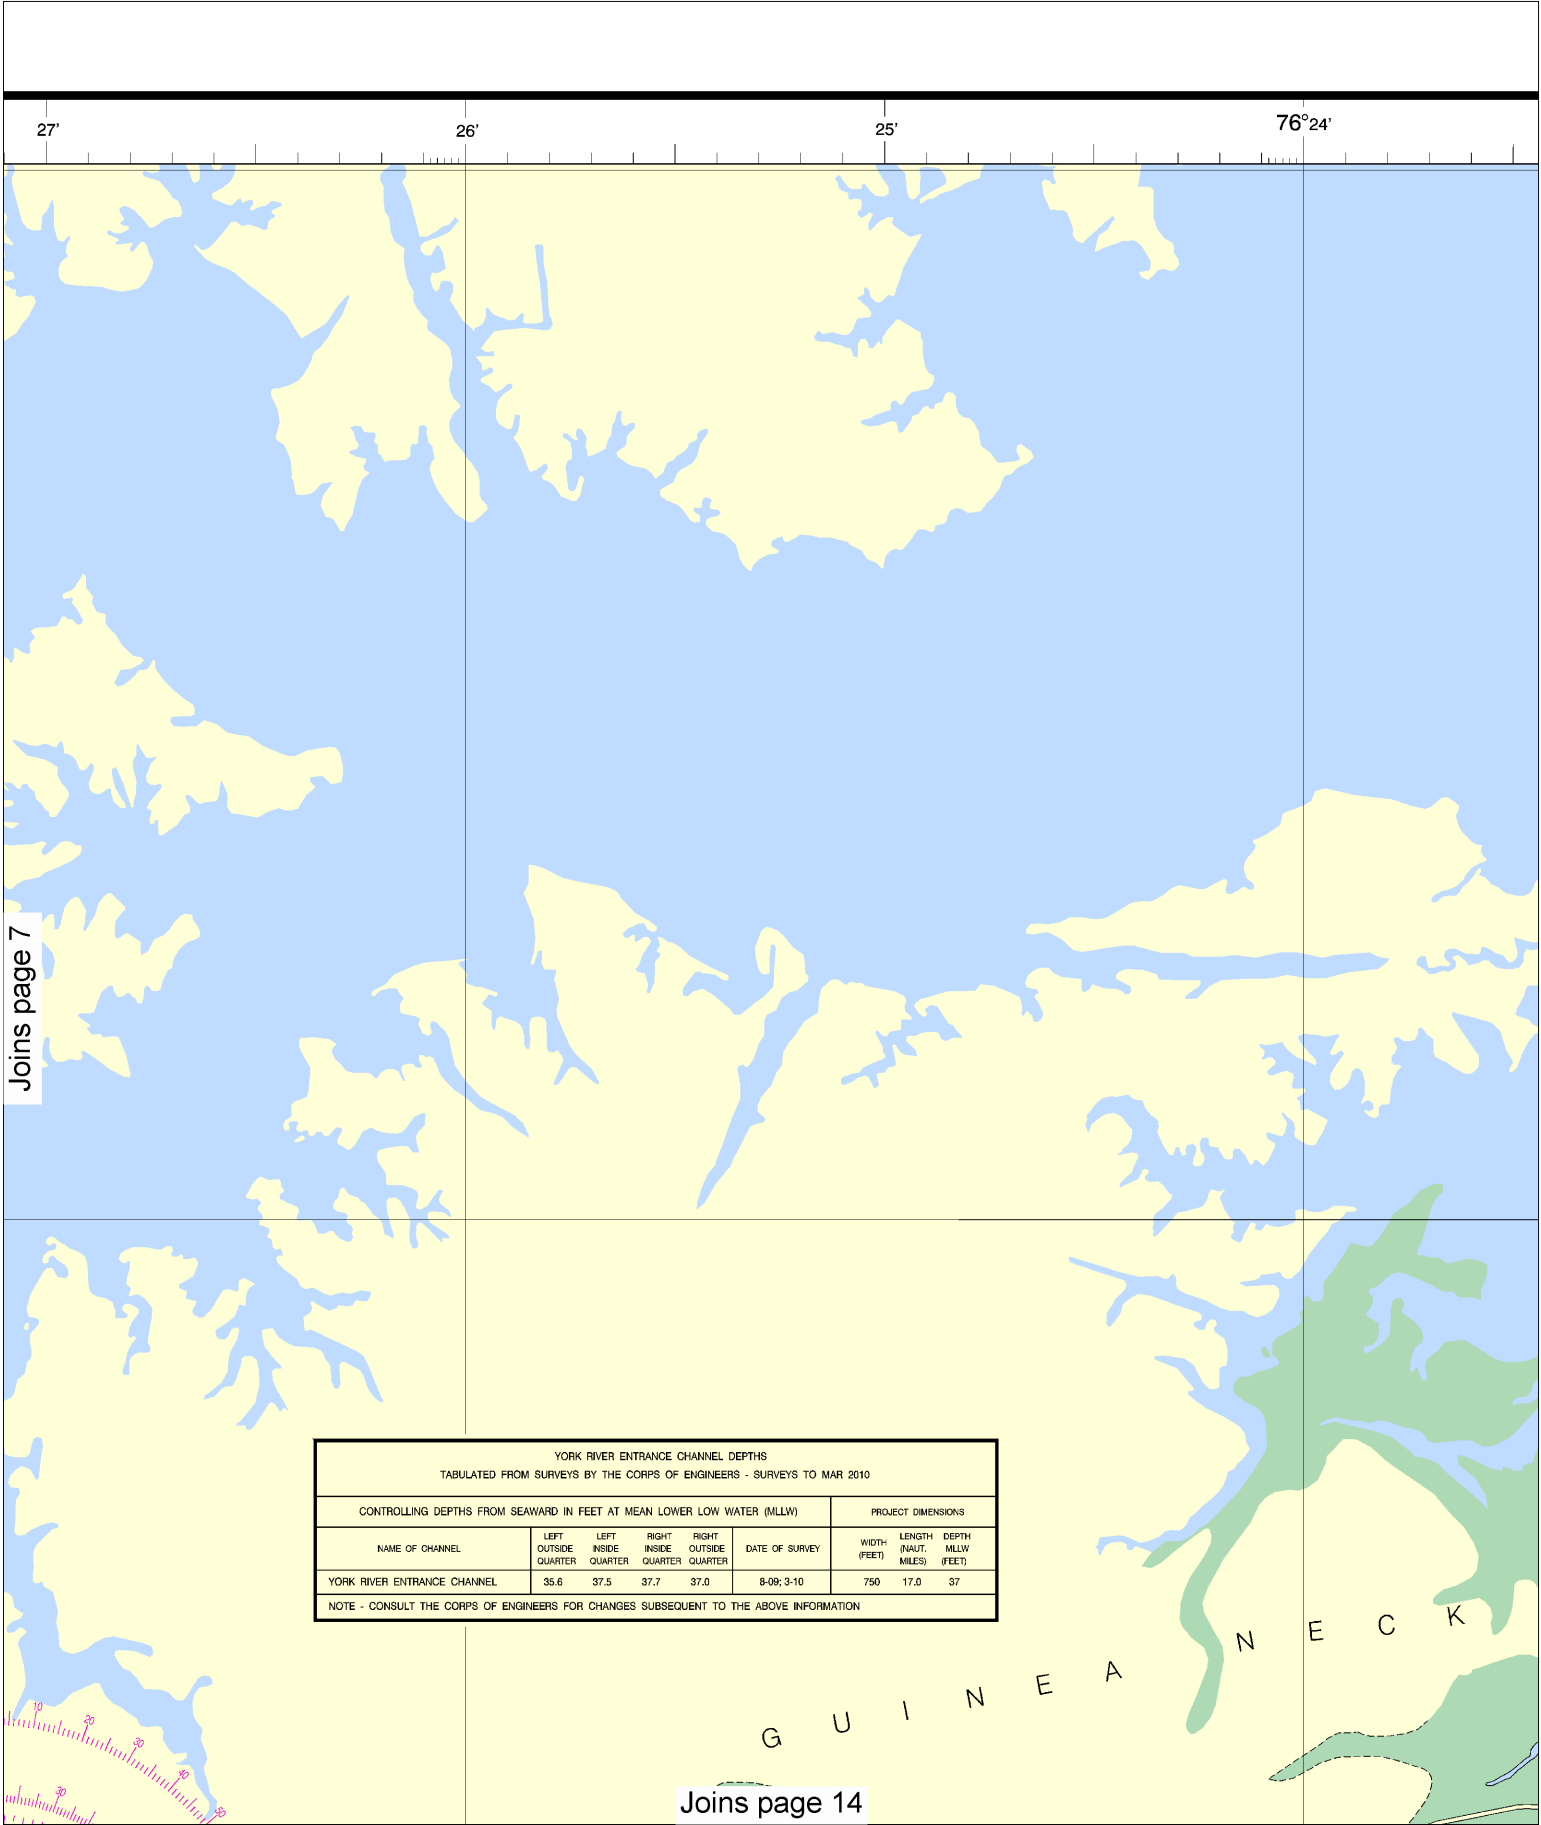 27' 26' 25' 76°24'
Joins page 7
YORK RIVER ENTRANCE CHANNEL DEPTHS
TABULATED FROM SURVEYS BY THE CORPS OF ENGINEERS - SURVEYS TO MAR 2010
CONTROLLING DEPTHS FROM SEAWARD IN FEET AT MEAN LOWER LOW WATER (MLLW) PROJECT DIMENSIONS
NAME OF CHANNEL LEFT OUTSIDE QUARTER LEFT INSIDE QUARTER RIGHT INSIDE QUARTER RIGHT OUTSIDE QUARTER DATE OF SURVEY WIDTH (FEET) LENGTH (NAUT. MILES) DEPTH MLLW (FEET)
YORK RIVER ENTRANCE CHANNEL 35.6 37.5 37.7 37.0 8-09; 3-10 750 17.0 37
NOTE - CONSULT THE CORPS OF ENGINEERS FOR CHANGES SUBSEQUENT TO THE ABOVE INFORMATION
GUINEA NECK
10 20 30 40 50
30
Joins page 14